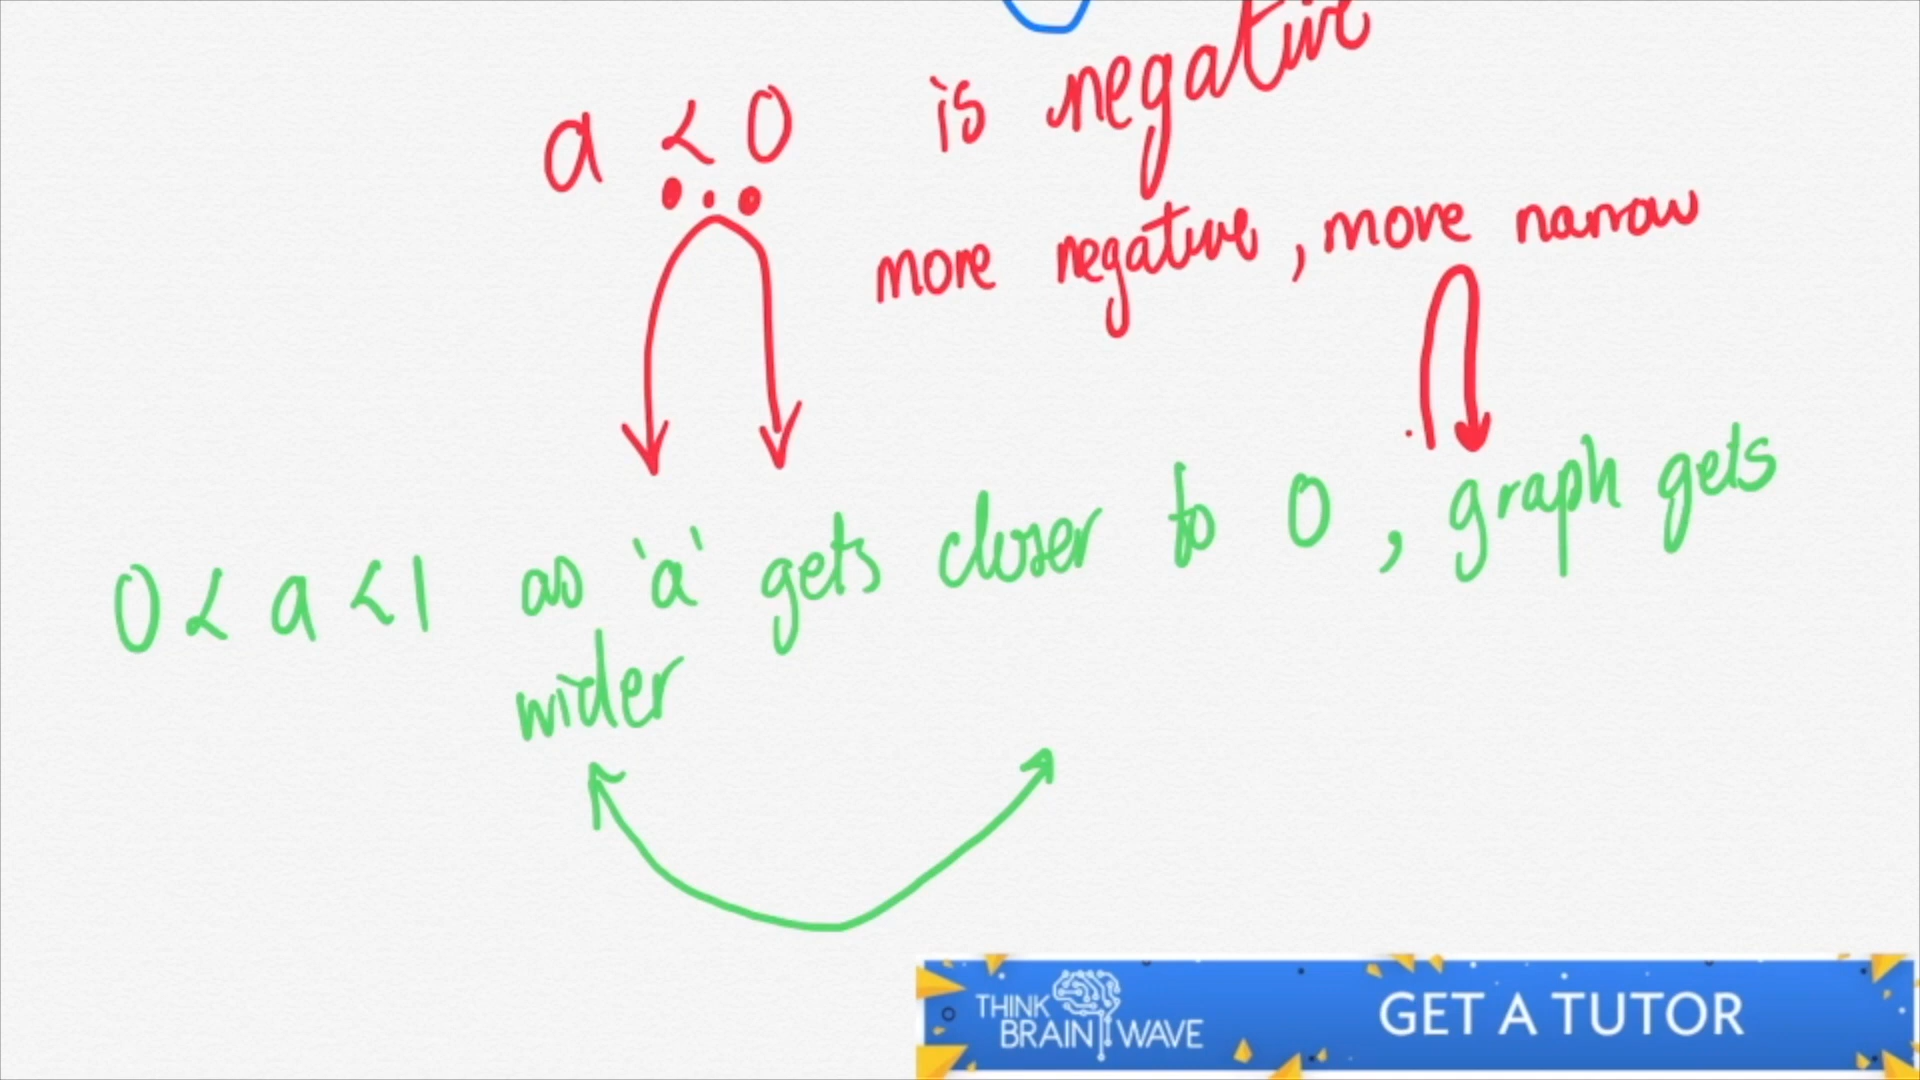 a < 0 is negative
more negative, more narrow
0 < a < 1 as 'a' gets closer to 0, graph gets
wider
THINK
BRAIN WAVE
GET A TUTOR